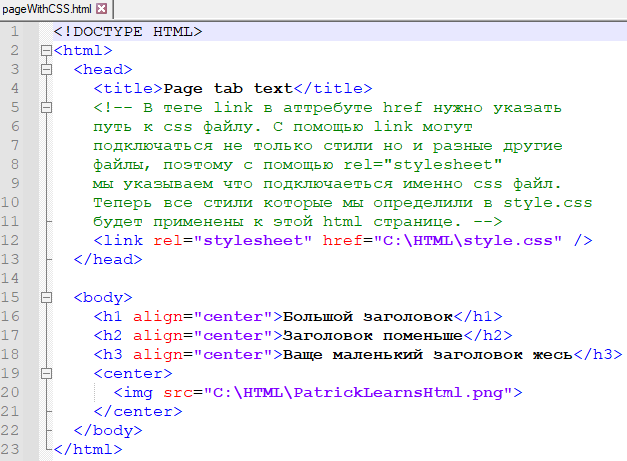 pageWithCSS.html
1 <!DOCTYPE HTML>
2 <html>
3 <head>
4 <title>Page tab text</title>
5 <!-- В теге link в аттребуте href нужно указать
6 путь к css файлу. С помощью link могут
7 подключаться не только стили но и разные другие
8 файлы, поэтому с помощью rel="stylesheet"
9 мы указываем что подключаеться именно css файл.
10 Теперь все стили которые мы определили в style.css
11 будет применены к этой html странице. -->
12 <link rel="stylesheet" href="C:\HTML\style.css" />
13 </head>
14
15 <body>
16 <h1 align="center">Большой заголовок</h1>
17 <h2 align="center">Заголовок поменьше</h2>
18 <h3 align="center">Ваще маленький заголовок жесь</h3>
19 <center>
20 <img src="C:\HTML\PatrickLearnsHtml.png">
21 </center>
22 </body>
23 </html>